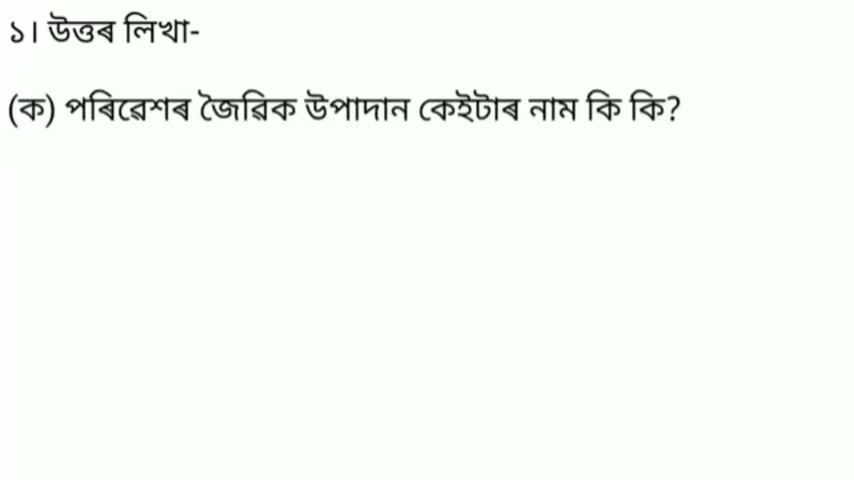 ১। উত্তৰ লিখা-
(ক) পৰিৱেশৰ জৈৱিক উপাদান কেইটাৰ নাম কি কি?